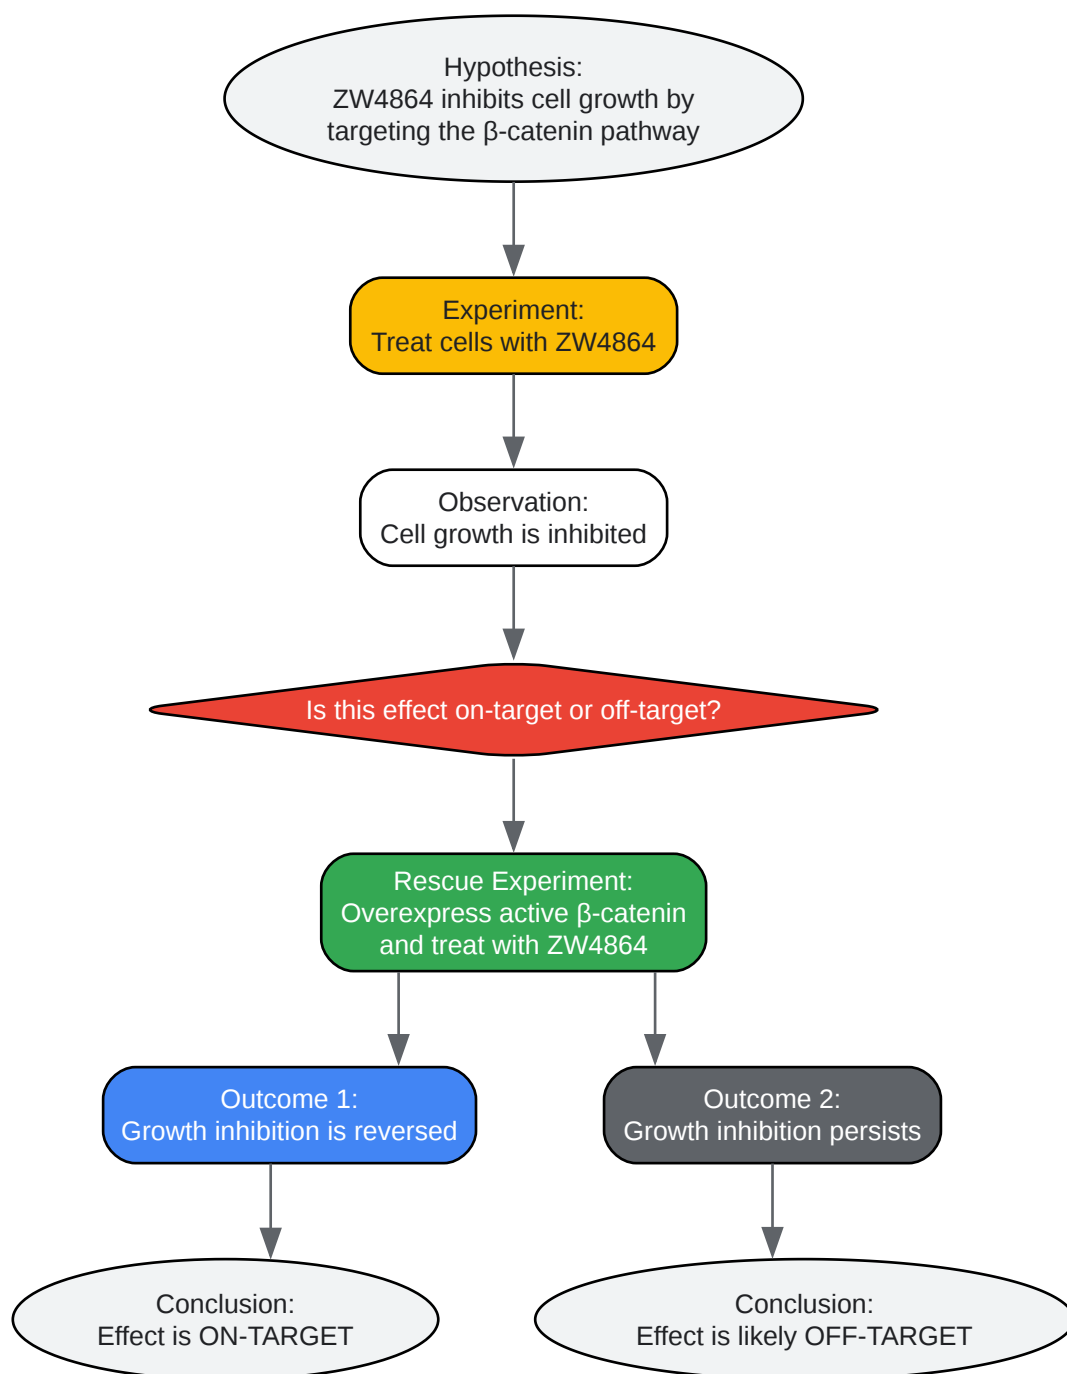 Hypothesis:
ZW4864 inhibits cell growth by
targeting the β-catenin pathway
Experiment:
Treat cells with ZW4864
Observation:
Cell growth is inhibited
Is this effect on-target or off-target?
Rescue Experiment:
Overexpress active β-catenin
and treat with ZW4864
Outcome 1:
Growth inhibition is reversed
Outcome 2:
Growth inhibition persists
Conclusion:
Effect is ON-TARGET
Conclusion:
Effect is likely OFF-TARGET